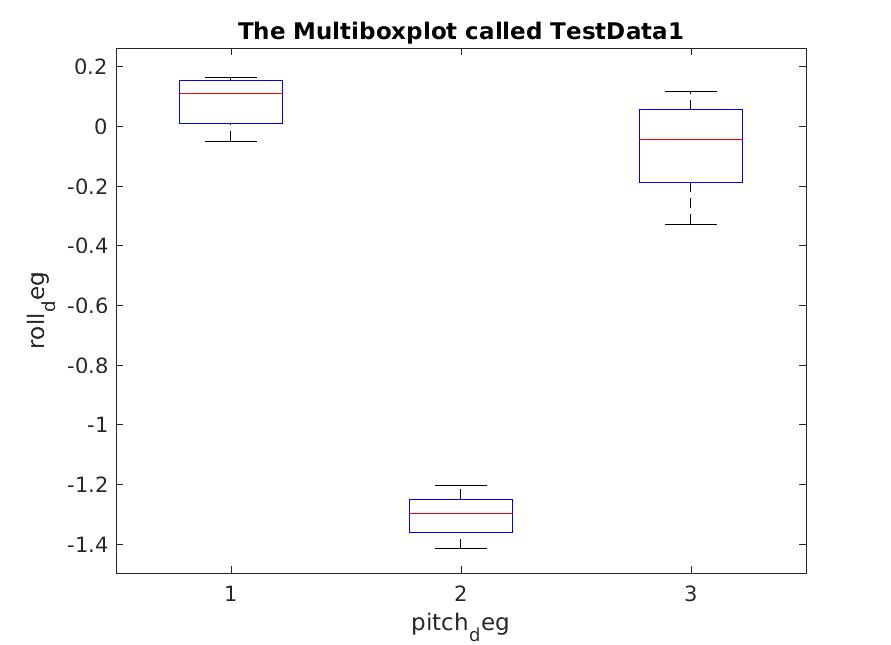 The Multiboxplot called TestData1
0.2
0
-0.2
-0.4
-0.6
-0.8
-1
-1.2
-1.4
roll_deg
1 2 3
pitch_deg